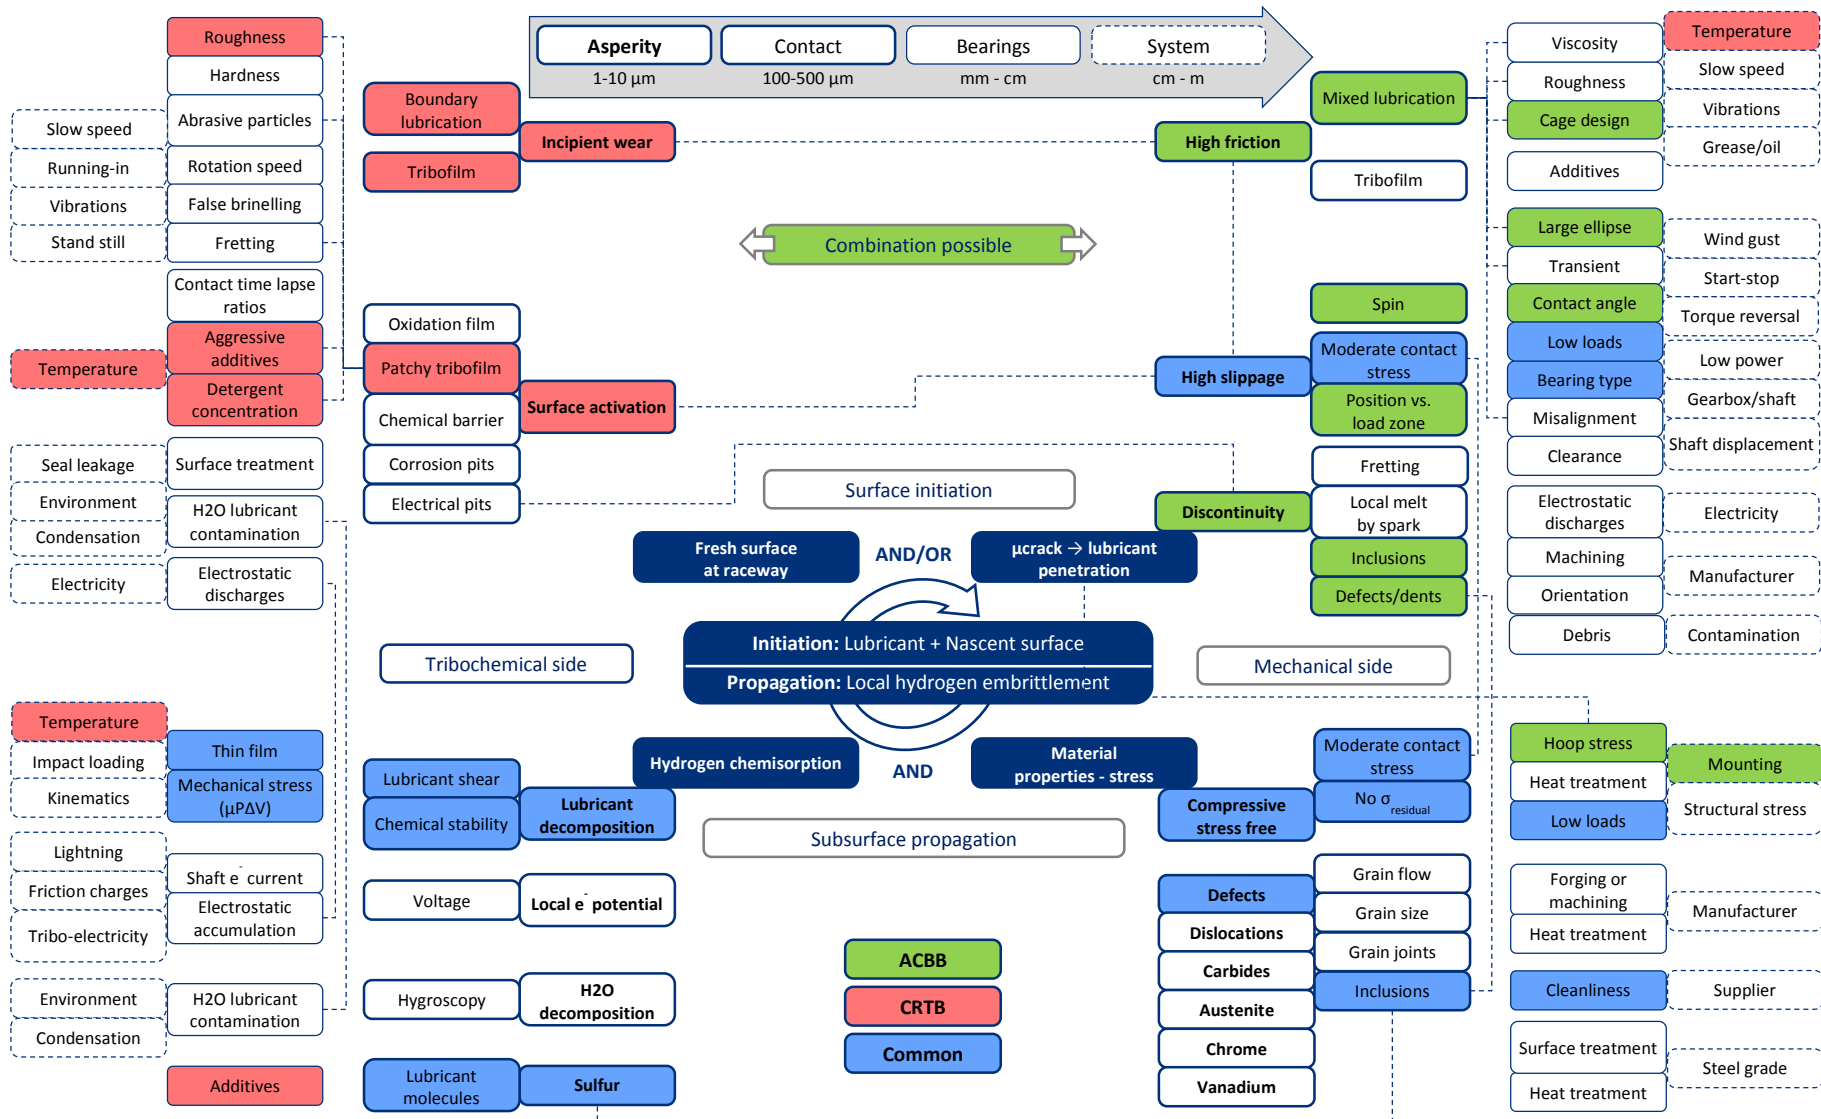 Asperity
Contact
Bearings
System
1-10 µm
100-500 µm
mm - cm
cm - m
Roughness
Hardness
Abrasive particles
Rotation speed
False brinelling
Fretting
Contact time lapse
ratios
Aggressive
additives
Detergent
concentration
Surface treatment
H2O lubricant
contamination
Electrostatic
discharges
Slow speed
Running-in
Vibrations
Stand still
Temperature
Seal leakage
Environment
Condensation
Electricity
Boundary
lubrication
Tribofilm
Incipient wear
Oxidation film
Patchy tribofilm
Chemical barrier
Corrosion pits
Electrical pits
Surface activation
High friction
Mixed lubrication
Tribofilm
Combination possible
Spin
Moderate contact
stress
Position vs.
load zone
High slippage
Fretting
Local melt
by spark
Inclusions
Defects/dents
Discontinuity
Viscosity
Roughness
Cage design
Additives
Large ellipse
Transient
Contact angle
Low loads
Bearing type
Misalignment
Clearance
Electrostatic
discharges
Machining
Orientation
Debris
Temperature
Slow speed
Vibrations
Grease/oil
Wind gust
Start-stop
Torque reversal
Low power
Gearbox/shaft
Shaft displacement
Electricity
Manufacturer
Contamination
Surface initiation
Fresh surface
at raceway
AND/OR
µcrack → lubricant
penetration
Tribochemical side
Initiation: Lubricant + Nascent surface
Propagation: Local hydrogen embrittlement
Mechanical side
Hydrogen chemisorption
AND
Material
properties - stress
Subsurface propagation
Temperature
Impact loading
Kinematics
Lightning
Friction charges
Tribo-electricity
Environment
Condensation
Thin film
Mechanical stress
(µPΔV)
Shaft e- current
Electrostatic
accumulation
H2O lubricant
contamination
Additives
Lubricant shear
Chemical stability
Voltage
Hygroscopy
Lubricant
molecules
Lubricant
decomposition
Local e- potential
H2O
decomposition
Sulfur
ACBB
CRTB
Common
Compressive
stress free
Moderate contact
stress
No σresidual
Defects
Dislocations
Carbides
Austenite
Chrome
Vanadium
Grain flow
Grain size
Grain joints
Inclusions
Hoop stress
Heat treatment
Low loads
Forging or
machining
Heat treatment
Cleanliness
Surface treatment
Heat treatment
Mounting
Structural stress
Manufacturer
Supplier
Steel grade